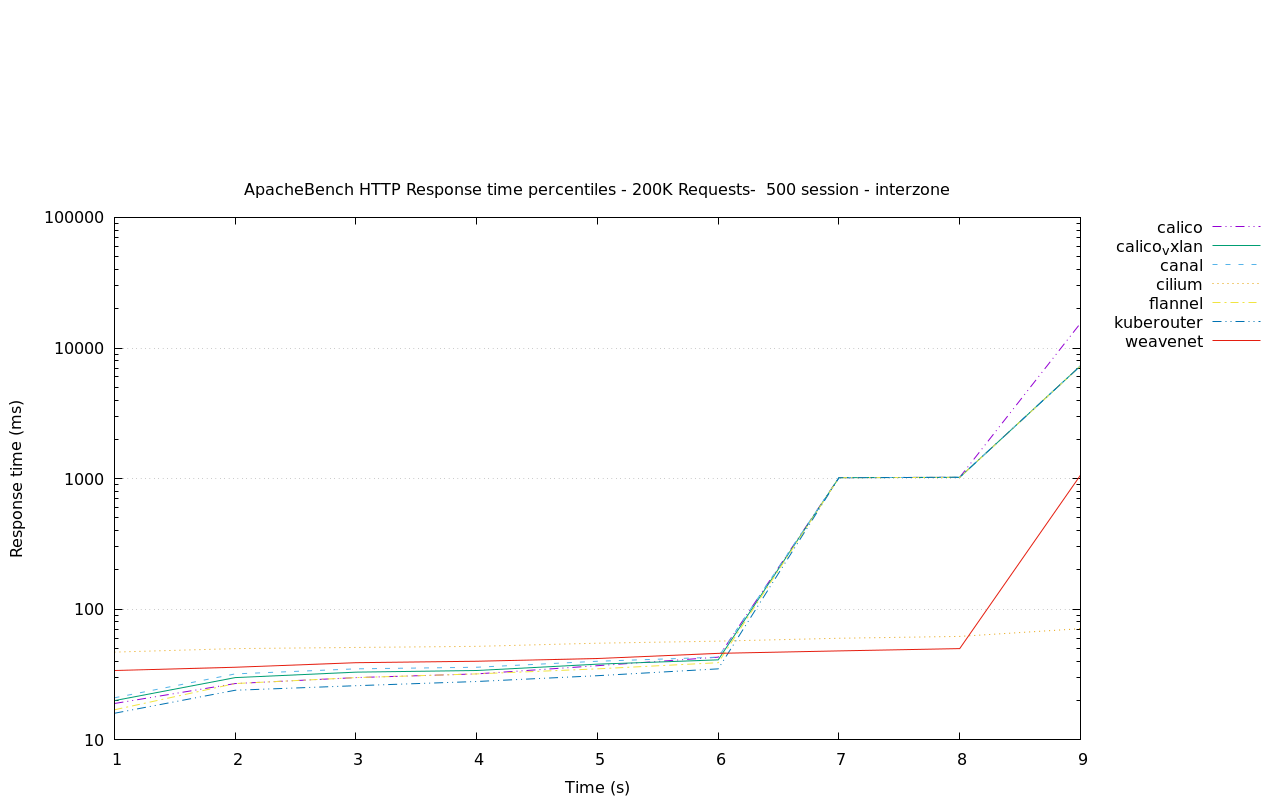 ApacheBench HTTP Response time percentiles - 200K Requests-  500 session - interzone
100000
10000
1000
100
10
Response time (ms)
1 2 3 4 5 6 7 8 9
Time (s)
calico
calicovxlan
canal
cilium
flannel
kuberouter
weavenet